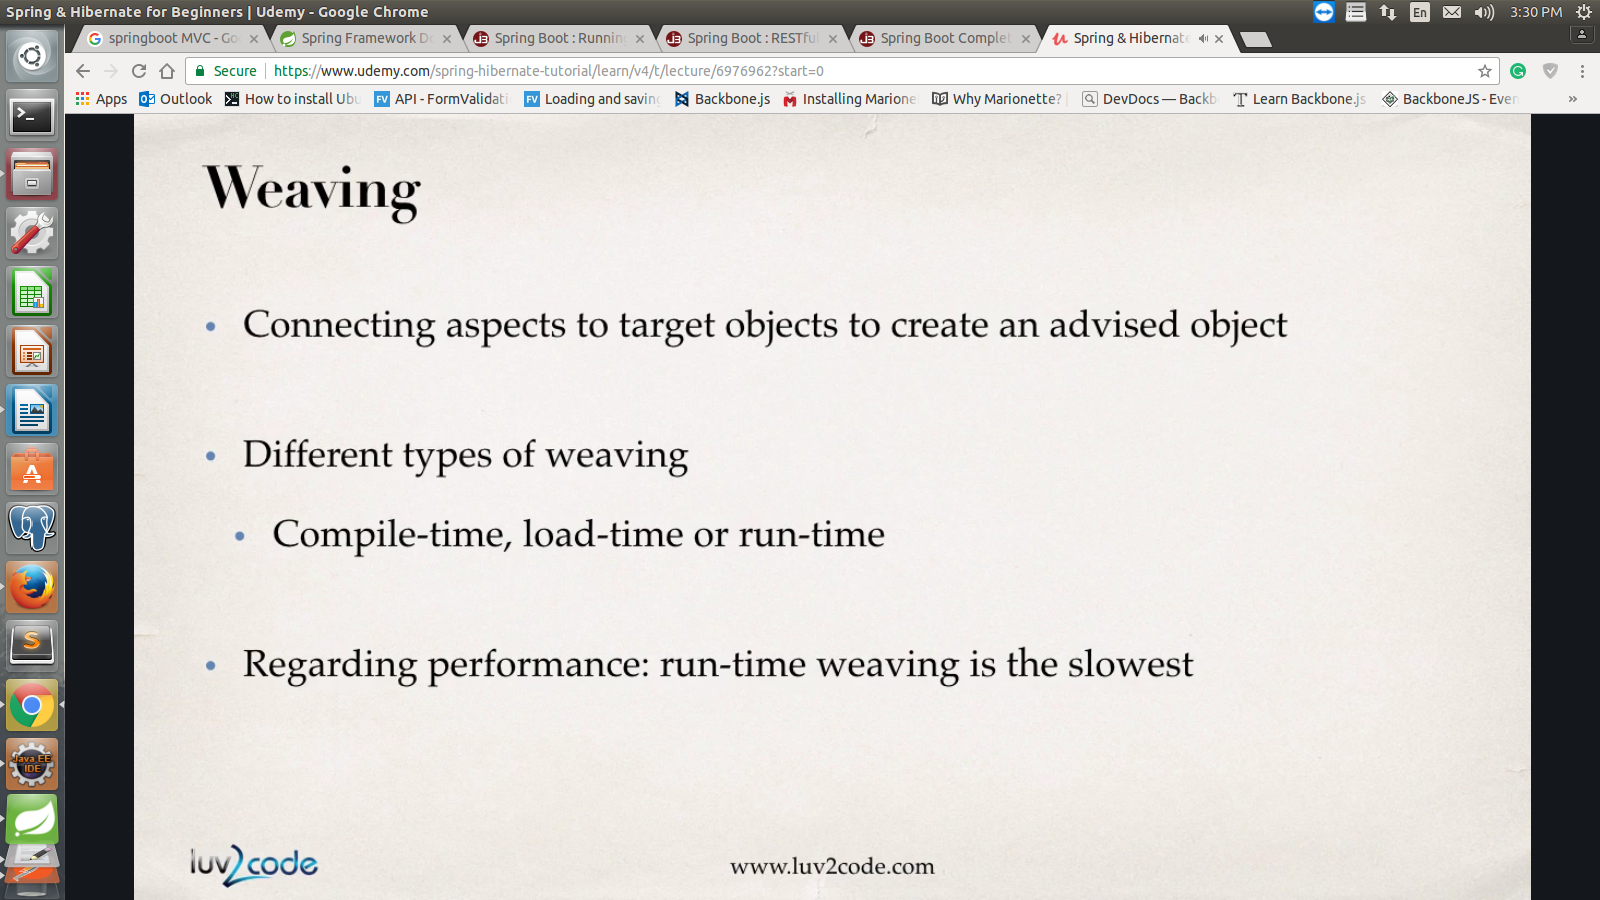 Spring & Hibernate for Beginners | Udemy - Google Chrome
En
3:30 PM
springboot MVC - Go
Spring Framework D
Spring Boot : Runnin
Spring Boot : RESTfu
Spring Boot Complet
Spring & Hibernate
Secure
https://www.udemy.com/spring-hibernate-tutorial/learn/v4/t/lecture/6976962?start=0
Apps
Outlook
How to install Ubu
FV
API - FormValidati
FV
Loading and saving
Backbone.js
Installing Marione
Why Marionette?
DevDocs — Backb
Learn Backbone.js
BackboneJS - Even
»
Weaving
• Connecting aspects to target objects to create an advised object
• Different types of weaving
• Compile-time, load-time or run-time
• Regarding performance: run-time weaving is the slowest
luv2code
www.luv2code.com
Java EE
IDE